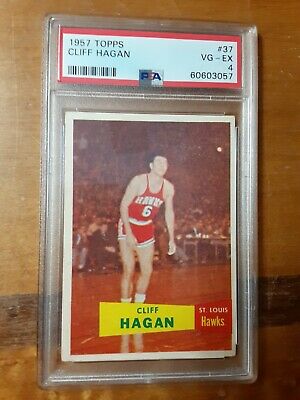 1957 TOPPS #37
CLIFF HAGAN VG-EX
PSA 4
60603057
HAWKS
6
CLIFF
HAGAN
ST. LOUIS
Hawks